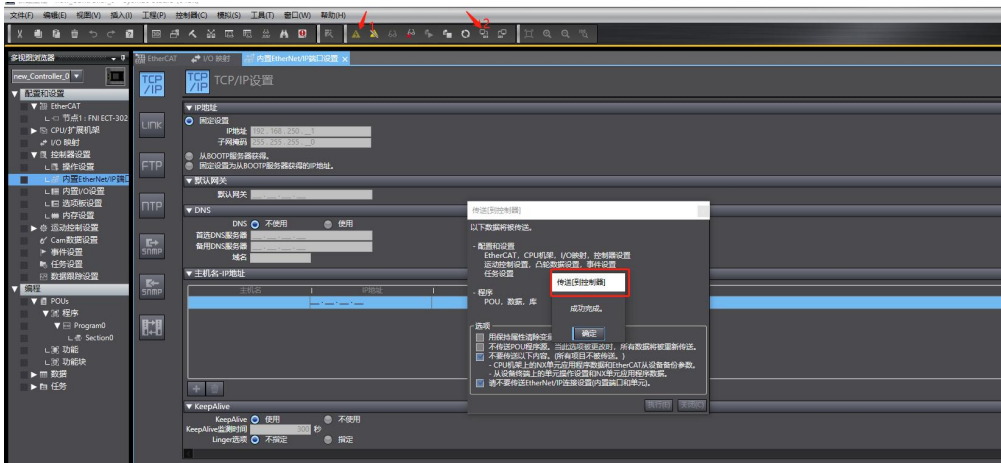 文件(F) 编辑(E) 视图(V) 插入(I) 工程(P) 控制器(C) 模拟(S) 工具(T) 窗口(W) 帮助(H)
1
2
多视图浏览器
EtherCAT
I/O 映射
内置EtherNet/IP端口设置
new_Controller_0
配置和设置
EtherCAT
节点1 : FNI ECT-302
CPU/扩展机架
I/O 映射
控制器设置
操作设置
内置EtherNet/IP端口
内置I/O设置
选项板设置
内存设置
运动控制设置
Cam数据设置
事件设置
任务设置
数据跟踪设置
编程
POUs
程序
Program0
Section0
功能
功能块
数据
任务
TCP/IP
LINK
FTP
NTP
SNMP
SNMP
TCP/IP
TCP/IP设置
IP地址
固定设置
IP地址 192.168.250.__1
子网掩码 255.255.255.__0
从BOOTP服务器获得。
固定设置为从BOOTP服务器获得的IP地址。
默认网关
默认网关
DNS
DNS 不使用 使用
首选DNS服务器
备用DNS服务器
域名
主机名-IP地址
主机名 IP地址
KeepAlive
KeepAlive 使用 不使用
KeepAlive监测时间 300 秒
Linger选项 不指定 指定
传送[到控制器]
以下数据将被传送。
- 配置和设置
EtherCAT, CPU机架, I/O映射, 控制器设置
运动控制设置, 凸轮数据设置, 事件设置
任务设置
- 程序
POU, 数据, 库
传送[到控制器]
成功完成。
确定
选项
用保持属性清除变
不传送POU程序源。当此选项被更改时,所有数据将被重新传送。
不要传送以下内容。(所有项目不被传送。)
- CPU机架上的NX单元应用程序数据和EtherCAT从设备备份参数。
- 从设备终端上的单元操作设置和NX单元应用程序数据。
请不要传送EtherNet/IP连接设置(内置端口和单元)。
执行(E) 关闭(C)